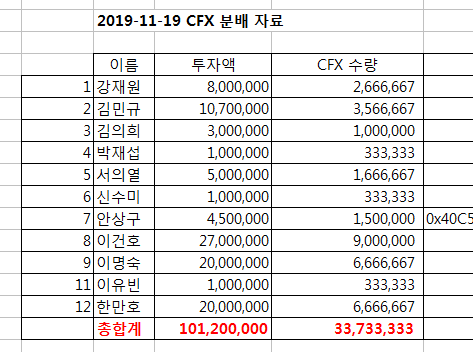 2019-11-19 CFX 분배 자료
이름 투자액 CFX 수량
1 강재원 8,000,000 2,666,667
2 김민규 10,700,000 3,566,667
3 김의희 3,000,000 1,000,000
4 박재섭 1,000,000 333,333
5 서의열 5,000,000 1,666,667
6 신수미 1,000,000 333,333
7 안상구 4,500,000 1,500,000 0x40C5
8 이건호 27,000,000 9,000,000
9 이명숙 20,000,000 6,666,667
11 이유빈 1,000,000 333,333
12 한만호 20,000,000 6,666,667
총합계 101,200,000 33,733,333